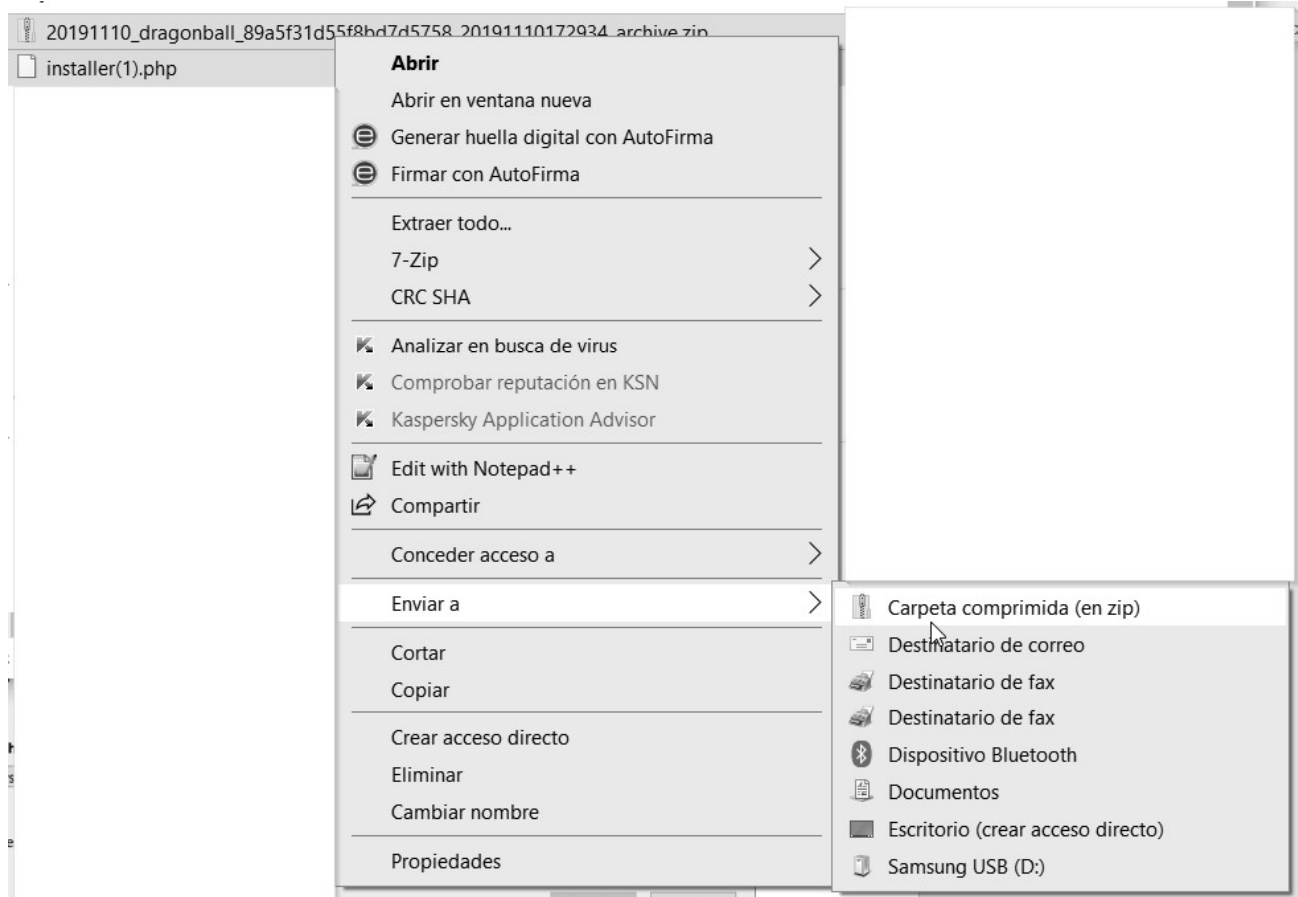 20191110_dragonball_89a5f31d55f8bd7d5758_20191110172934_archive.zip
installer(1).php
Abrir
Abrir en ventana nueva
Generar huella digital con AutoFirma
Firmar con AutoFirma
Extraer todo...
7-Zip
CRC SHA
Analizar en busca de virus
Comprobar reputación en KSN
Kaspersky Application Advisor
Edit with Notepad++
Compartir
Conceder acceso a
Enviar a
Cortar
Copiar
Crear acceso directo
Eliminar
Cambiar nombre
Propiedades
Carpeta comprimida (en zip)
Destinatario de correo
Destinatario de fax
Destinatario de fax
Dispositivo Bluetooth
Documentos
Escritorio (crear acceso directo)
Samsung USB (D:)